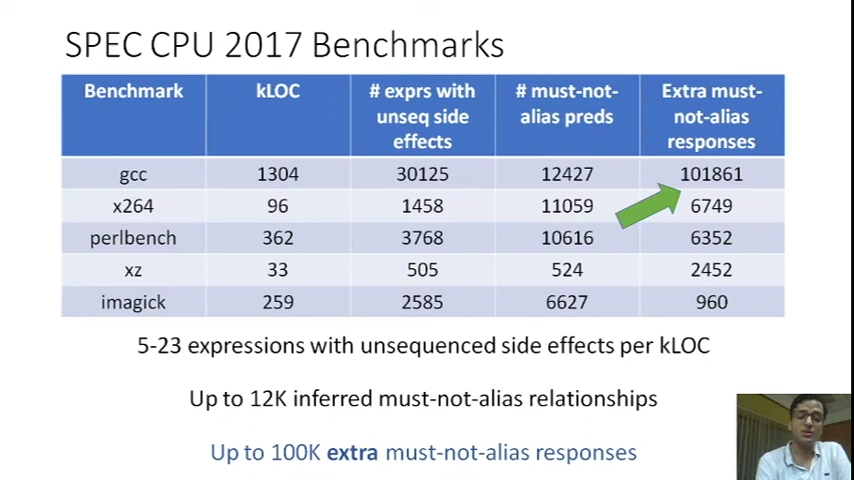 SPEC CPU 2017 Benchmarks
Benchmark kLOC # exprs with unseq side effects # must-not-alias preds Extra must-not-alias responses
gcc 1304 30125 12427 101861
x264 96 1458 11059 6749
perlbench 362 3768 10616 6352
xz 33 505 524 2452
imagick 259 2585 6627 960
5-23 expressions with unsequenced side effects per kLOC
Up to 12K inferred must-not-alias relationships
Up to 100K extra must-not-alias responses